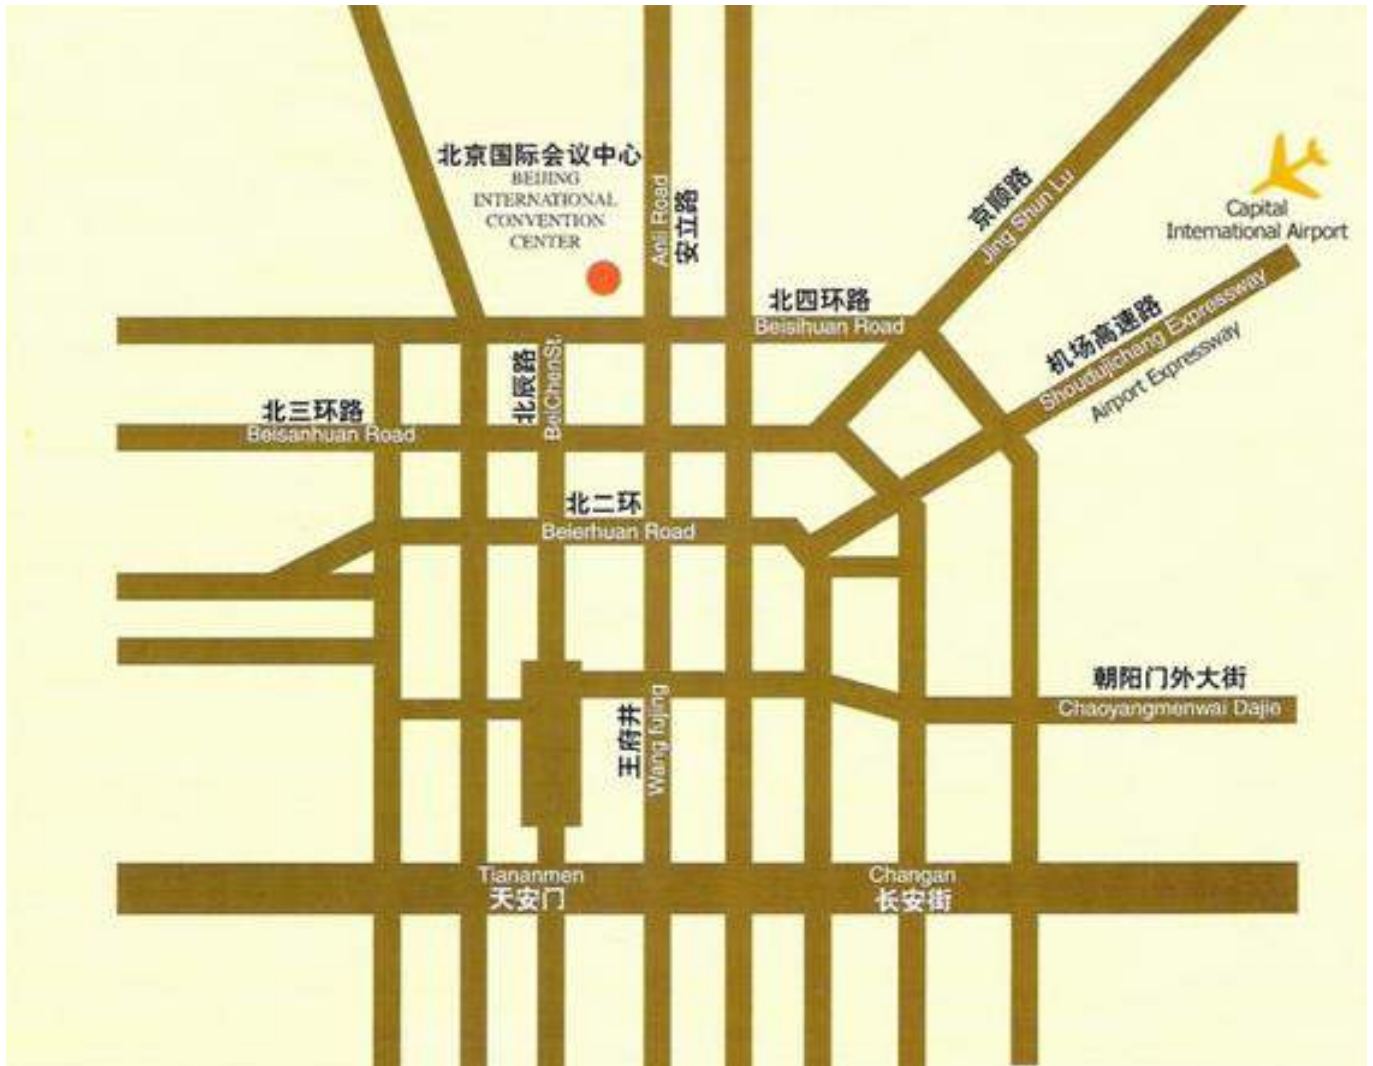 北京国际会议中心
BEIJING
INTERNATIONAL
CONVENTION
CENTER
Anli Road
安立路
京顺路
Jing Shun Lu
Capital
International Airport
北四环路
Beisihuan Road
机场高速路
Shoudujichang Expressway
Airport Expressway
北辰路
BeiChenSt.
北三环路
Beisanhuan Road
北二环
Beierhuan Road
朝阳门外大街
Chaoyangmenwai Dajie
王府井
Wang fujing
Tiananmen
天安门
Changan
长安街